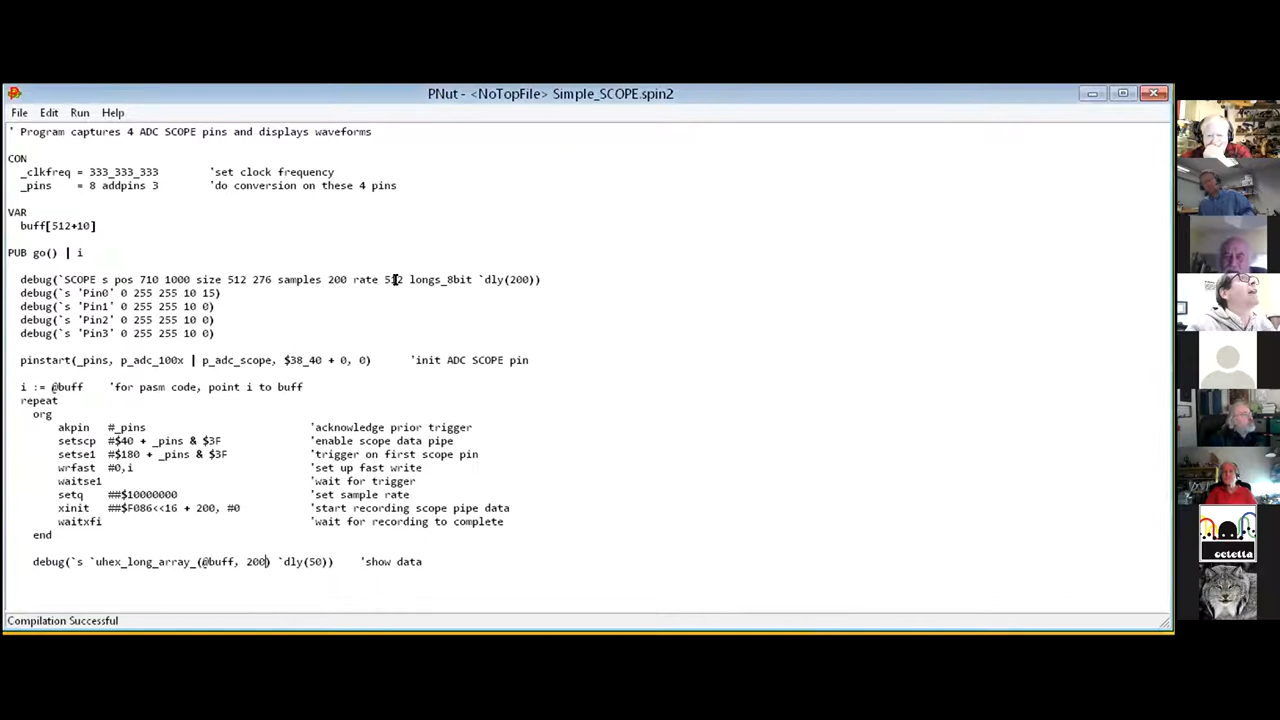 PNut - <NoTopFile> Simple_SCOPE.spin2
File Edit Run Help
' Program captures 4 ADC SCOPE pins and displays waveforms
CON
_clkfreq = 333_333_333 'set clock frequency
_pins = 8 addpins 3 'do conversion on these 4 pins
VAR
buff[512+10]
PUB go() | i
debug(`SCOPE s pos 710 1000 size 512 276 samples 200 rate 512 longs_8bit `dly(200))
debug(`s 'Pin0' 0 255 255 10 15)
debug(`s 'Pin1' 0 255 255 10 0)
debug(`s 'Pin2' 0 255 255 10 0)
debug(`s 'Pin3' 0 255 255 10 0)
pinstart(_pins, p_adc_100x | p_adc_scope, $38_40 + 0, 0) 'init ADC SCOPE pin
i := @buff 'for pasm code, point i to buff
repeat
org
akpin #_pins 'acknowledge prior trigger
setscp #$40 + _pins & $3F 'enable scope data pipe
setse1 #$180 + _pins & $3F 'trigger on first scope pin
wrfast #0,i 'set up fast write
waitse1 'wait for trigger
setq ##$10000000 'set sample rate
xinit ##$F086<<16 + 200, #0 'start recording scope pipe data
waitxfi 'wait for recording to complete
end
debug(`s `uhex_long_array_(@buff, 200) `dly(50)) 'show data
Compilation Successful
octetta